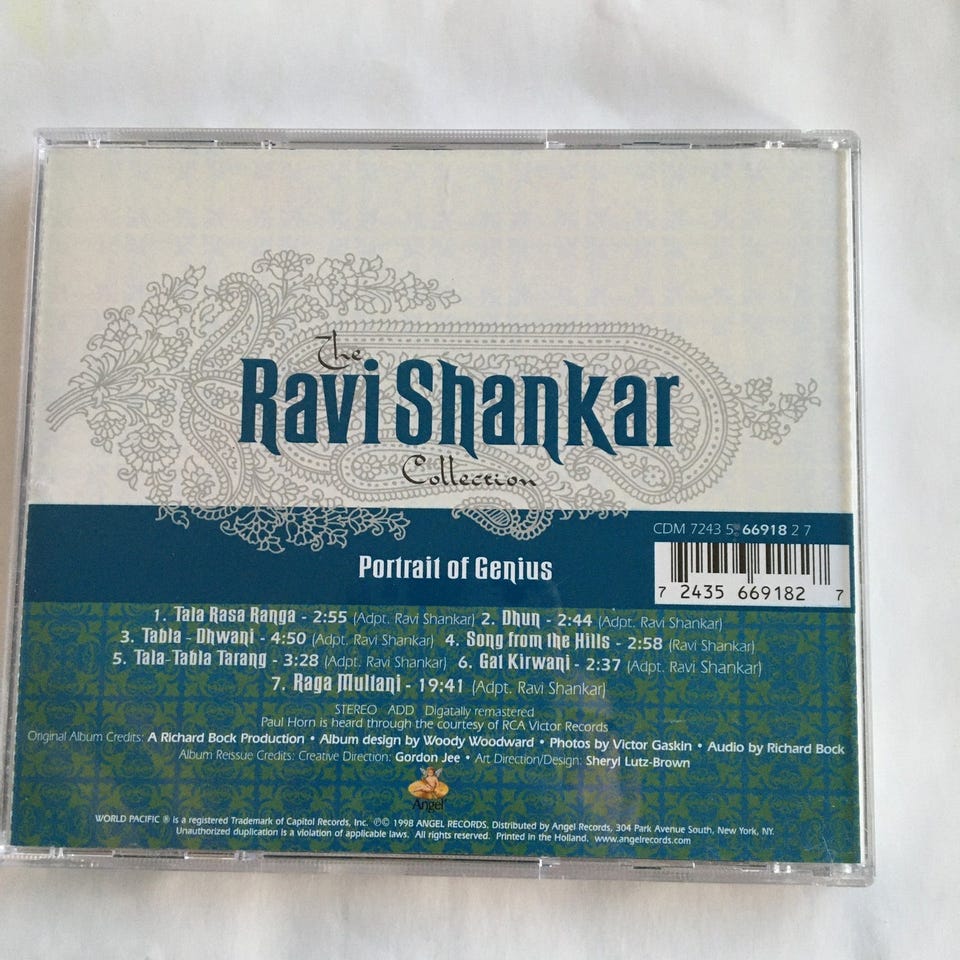 The
Ravi Shankar
Collection
CDM 7243 5 66918 2 7
Portrait of Genius
7 2435 669182 7
1. Tala Rasa Ranga - 2:55 (Adpt. Ravi Shankar) 2. Dhun - 2:44 (Adpt. Ravi Shankar)
3. Tabla - Dhwani - 4:50 (Adpt. Ravi Shankar) 4. Song from the Hills - 2:58 (Ravi Shankar)
5. Tala-Tabla Tarang - 3:28 (Adpt. Ravi Shankar) 6. Gat Kirwani - 2:37 (Adpt. Ravi Shankar)
7. Raga Multani - 19:41 (Adpt. Ravi Shankar)
STEREO ADD Digatally remastered
Paul Horn is heard through the courtesy of RCA Victor Records
Original Album Credits: A Richard Bock Production • Album design by Woody Woodward • Photos by Victor Gaskin • Audio by Richard Bock
Album Reissue Credits: Creative Direction: Gordon Jee • Art Direction/Design: Sheryl Lutz-Brown
Angel
WORLD PACIFIC ® is a registered Trademark of Capitol Records, Inc. ℗© 1998 ANGEL RECORDS. Distributed by Angel Records, 304 Park Avenue South, New York, NY.
Unauthorized duplication is a violation of applicable laws. All rights reserved. Printed in the Holland. www.angelrecords.com